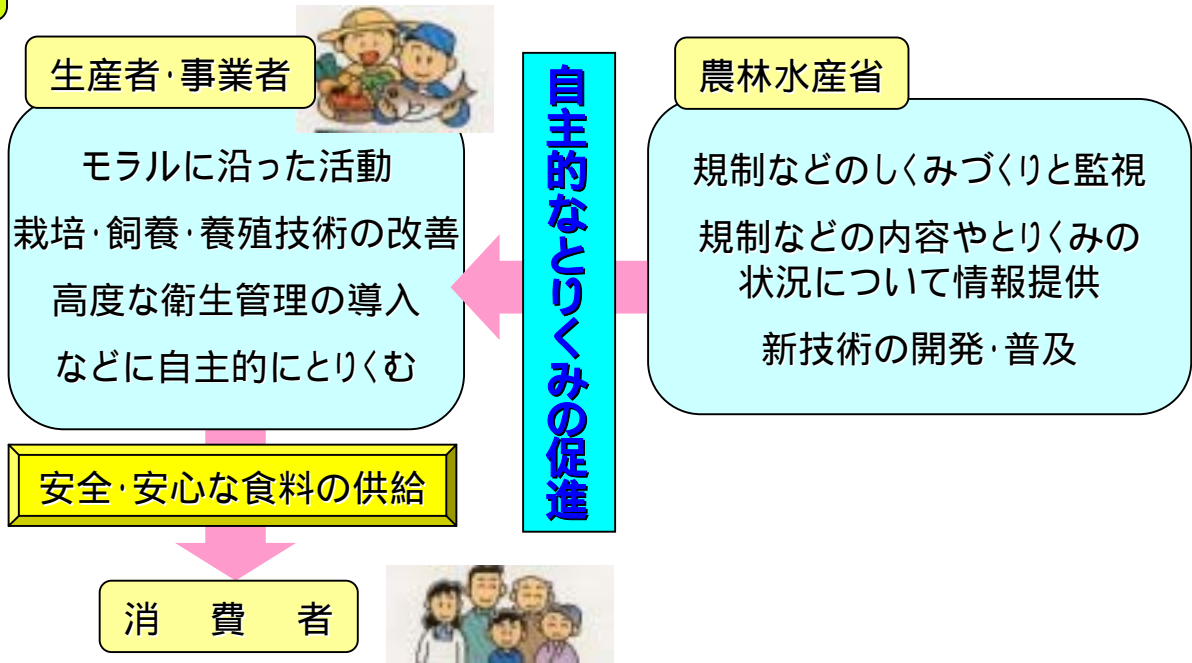 生産者・事業者
モラルに沿った活動
栽培・飼養・養殖技術の改善
高度な衛生管理の導入
などに自主的にとりくむ
自主的なとりくみの促進
農林水産省
規制などのしくみづくりと監視
規制などの内容やとりくみの
状況について情報提供
新技術の開発・普及
安全・安心な食料の供給
消費者